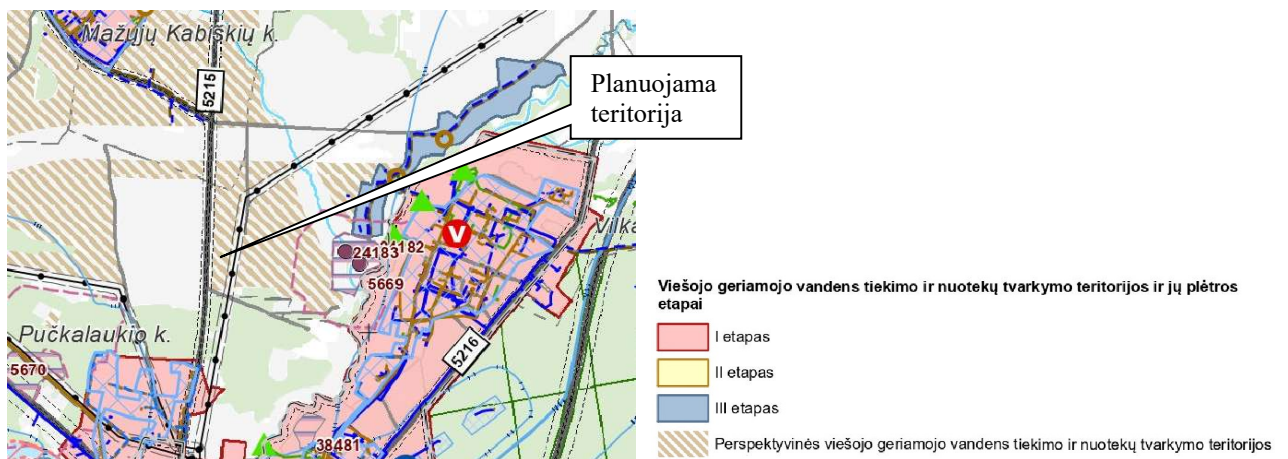 Mažųjų Kabiškių k.
5215
Planuojama
teritorija
24183
24182
5669
Vilka
Pučkalaukio k.
5670
5216
38481
V
Viešojo geriamojo vandens tiekimo ir nuotekų tvarkymo teritorijos ir jų plėtros
etapai
I etapas
II etapas
III etapas
Perspektyvinės viešojo geriamojo vandens tiekimo ir nuotekų tvarkymo teritorijos